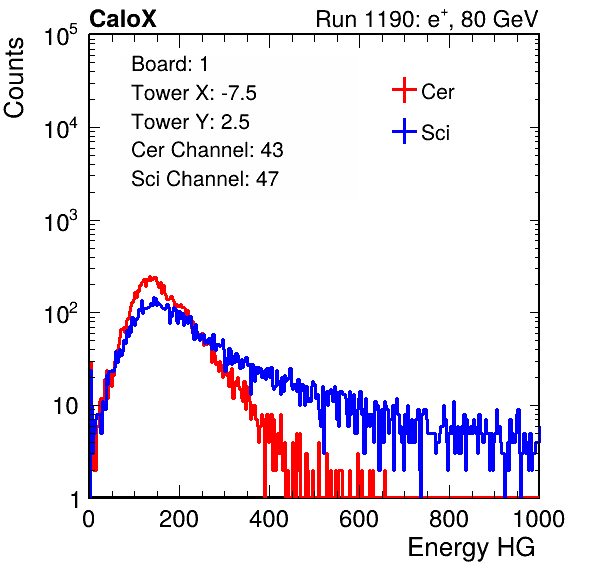 CaloX Run 1190: e⁺, 80 GeV
Counts
10⁵
10⁴
10³
10²
10
1
Board: 1
Tower X: -7.5
Tower Y: 2.5
Cer Channel: 43
Sci Channel: 47
Cer
Sci
0 200 400 600 800 1000
Energy HG